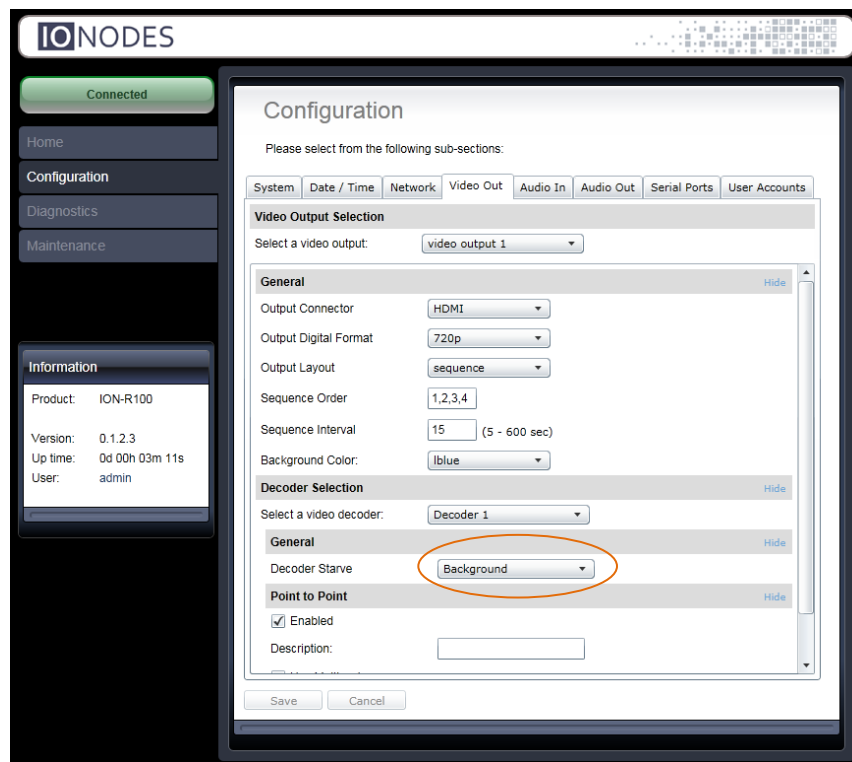 IONODES
Connected
Home
Configuration
Diagnostics
Maintenance
Information
Product: ION-R100
Version: 0.1.2.3
Up time: 0d 00h 03m 11s
User: admin
Configuration
Please select from the following sub-sections:
System Date / Time Network Video Out Audio In Audio Out Serial Ports User Accounts
Video Output Selection
Select a video output: video output 1
General Hide
Output Connector HDMI
Output Digital Format 720p
Output Layout sequence
Sequence Order 1,2,3,4
Sequence Interval 15 (5 - 600 sec)
Background Color: lblue
Decoder Selection Hide
Select a video decoder: Decoder 1
General Hide
Decoder Starve Background
Point to Point Hide
Enabled
Description:
Save Cancel